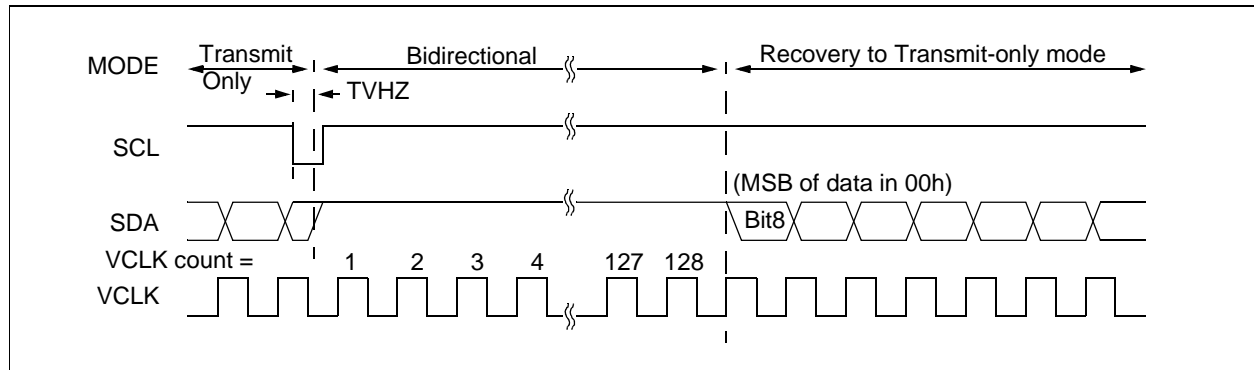 MODE
Transmit
Only
Bidirectional
Recovery to Transmit-only mode
TVHZ
SCL
(MSB of data in 00h)
SDA
Bit8
VCLK count =
1 2 3 4 127 128
VCLK